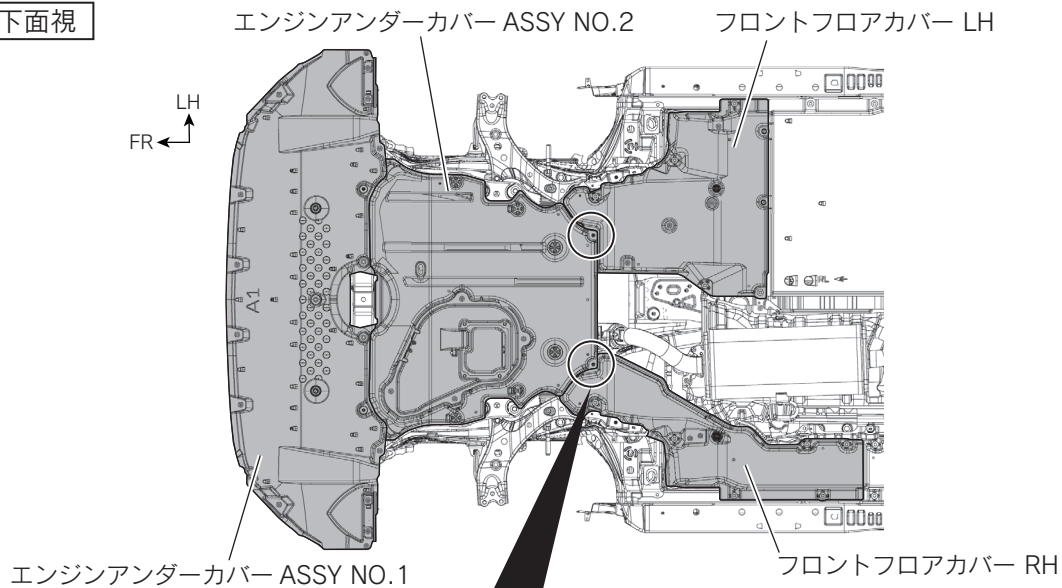 下面視
エンジンアンダーカバー ASSY NO.2
フロントフロアカバー LH
LH
FR
A1
RL
エンジンアンダーカバー ASSY NO.1
フロントフロアカバー RH